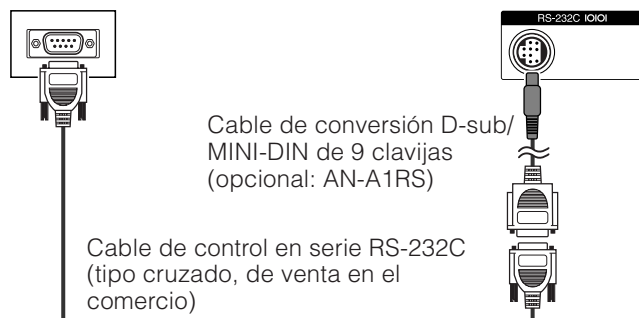 RS-232C IOIOI
Cable de conversión D-sub/
MINI-DIN de 9 clavijas
(opcional: AN-A1RS)
Cable de control en serie RS-232C
(tipo cruzado, de venta en el
comercio)